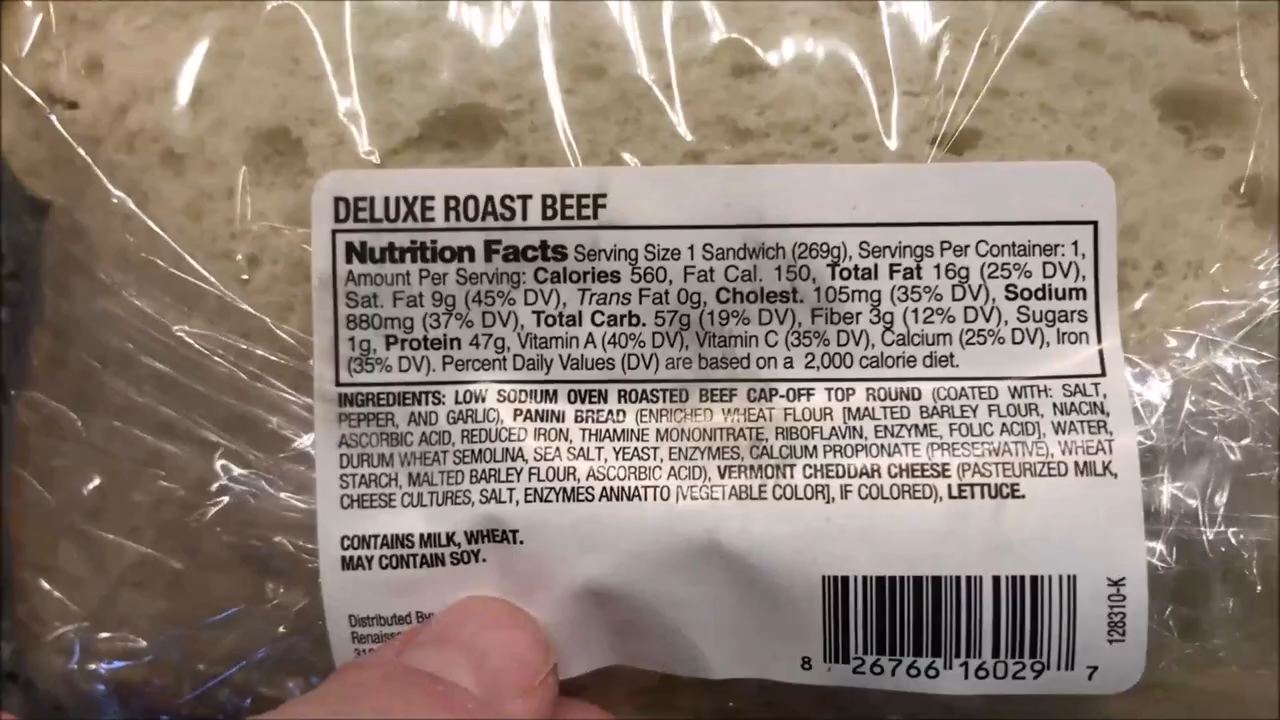 DELUXE ROAST BEEF
Nutrition Facts Serving Size 1 Sandwich (269g), Servings Per Container: 1,
Amount Per Serving: Calories 560, Fat Cal. 150, Total Fat 16g (25% DV),
Sat. Fat 9g (45% DV), Trans Fat 0g, Cholest. 105mg (35% DV), Sodium
880mg (37% DV), Total Carb. 57g (19% DV), Fiber 3g (12% DV), Sugars
1g, Protein 47g, Vitamin A (40% DV), Vitamin C (35% DV), Calcium (25% DV), Iron
(35% DV). Percent Daily Values (DV) are based on a 2,000 calorie diet.
INGREDIENTS: LOW SODIUM OVEN ROASTED BEEF CAP-OFF TOP ROUND (COATED WITH: SALT,
PEPPER, AND GARLIC), PANINI BREAD (ENRICHED WHEAT FLOUR [MALTED BARLEY FLOUR, NIACIN,
ASCORBIC ACID, REDUCED IRON, THIAMINE MONONITRATE, RIBOFLAVIN, ENZYME, FOLIC ACID], WATER,
DURUM WHEAT SEMOLINA, SEA SALT, YEAST, ENZYMES, CALCIUM PROPIONATE (PRESERVATIVE), WHEAT
STARCH, MALTED BARLEY FLOUR, ASCORBIC ACID), VERMONT CHEDDAR CHEESE (PASTEURIZED MILK,
CHEESE CULTURES, SALT, ENZYMES ANNATTO [VEGETABLE COLOR], IF COLORED), LETTUCE.
CONTAINS MILK, WHEAT.
MAY CONTAIN SOY.
Distributed By
128310-K
8 26766 16029 7